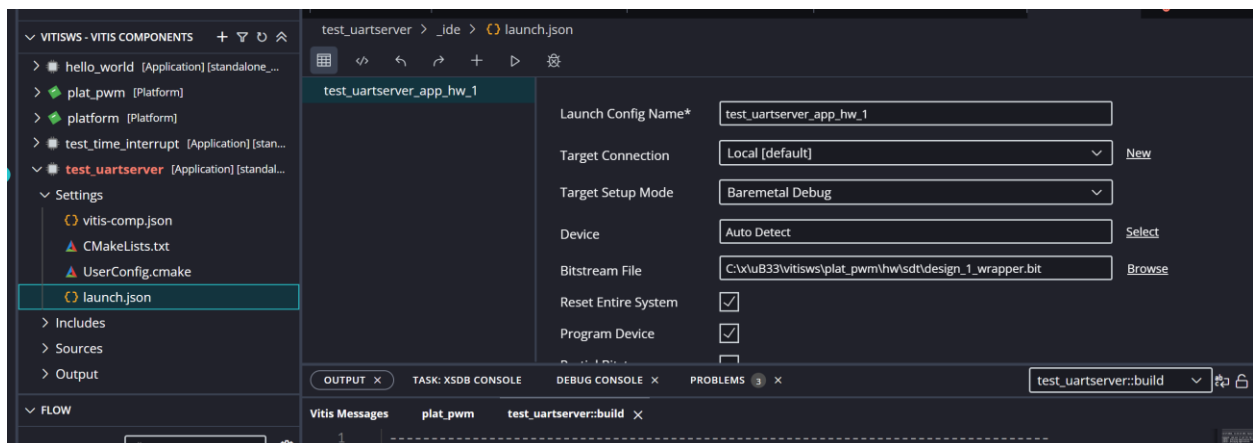 VITISWS - VITIS COMPONENTS
hello_world [Application] [standalone_...
plat_pwm [Platform]
platform [Platform]
test_time_interrupt [Application] [stan...
test_uartserver [Application] [standal...
Settings
vitis-comp.json
CMakeLists.txt
UserConfig.cmake
launch.json
Includes
Sources
Output
FLOW
test_uartserver > _ide > {} launch.json
test_uartserver_app_hw_1
Launch Config Name* test_uartserver_app_hw_1
Target Connection Local [default] New
Target Setup Mode Baremetal Debug
Device Auto Detect Select
Bitstream File C:\x\uB33\vitisws\plat_pwm\hw\sdt\design_1_wrapper.bit Browse
Reset Entire System
Program Device
OUTPUT × TASK: XSDB CONSOLE DEBUG CONSOLE × PROBLEMS 3 × test_uartserver::build
Vitis Messages plat_pwm test_uartserver::build ×
1